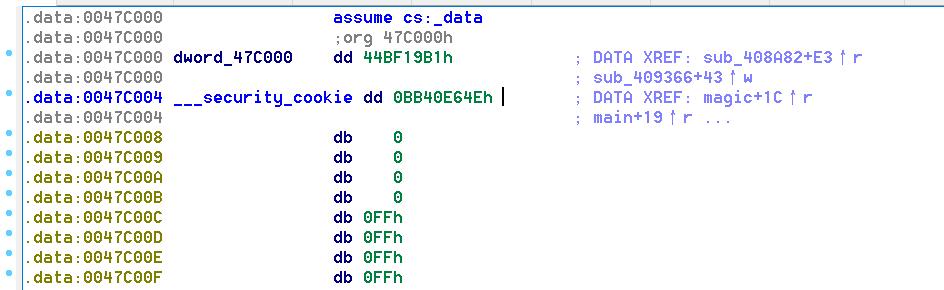 .data:0047C000 assume cs:_data
.data:0047C000 ;org 47C000h
.data:0047C000 dword_47C000 dd 44BF19B1h ; DATA XREF: sub_408A82+E3↑r
.data:0047C000 ; sub_409366+43↑w
.data:0047C004 ___security_cookie dd 0BB40E64Eh ; DATA XREF: magic+1C↑r
.data:0047C004 ; main+19↑r ...
.data:0047C008 db 0
.data:0047C009 db 0
.data:0047C00A db 0
.data:0047C00B db 0
.data:0047C00C db 0FFh
.data:0047C00D db 0FFh
.data:0047C00E db 0FFh
.data:0047C00F db 0FFh